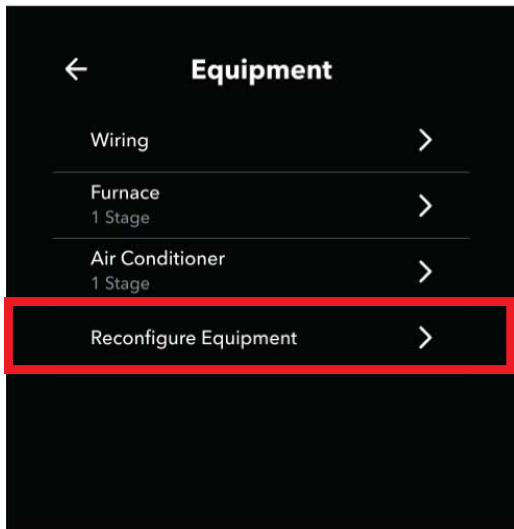 Equipment
Wiring
Furnace
1 Stage
Air Conditioner
1 Stage
Reconfigure Equipment